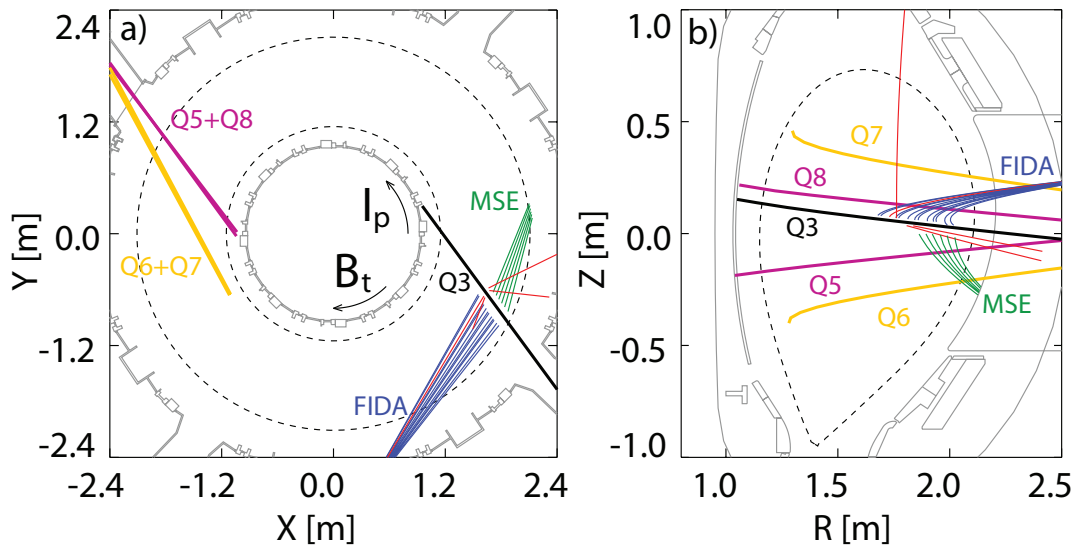 a)
2.4
1.2
0.0
-1.2
-2.4
Y [m]
Q5+Q8
Q6+Q7
Ip
Bt
MSE
Q3
FIDA
-2.4
-1.2
0.0
1.2
2.4
X [m]
b)
1.0
0.5
0.0
-0.5
-1.0
Z [m]
Q7
Q8
FIDA
Q3
Q5
MSE
Q6
1.0
1.5
2.0
2.5
R [m]